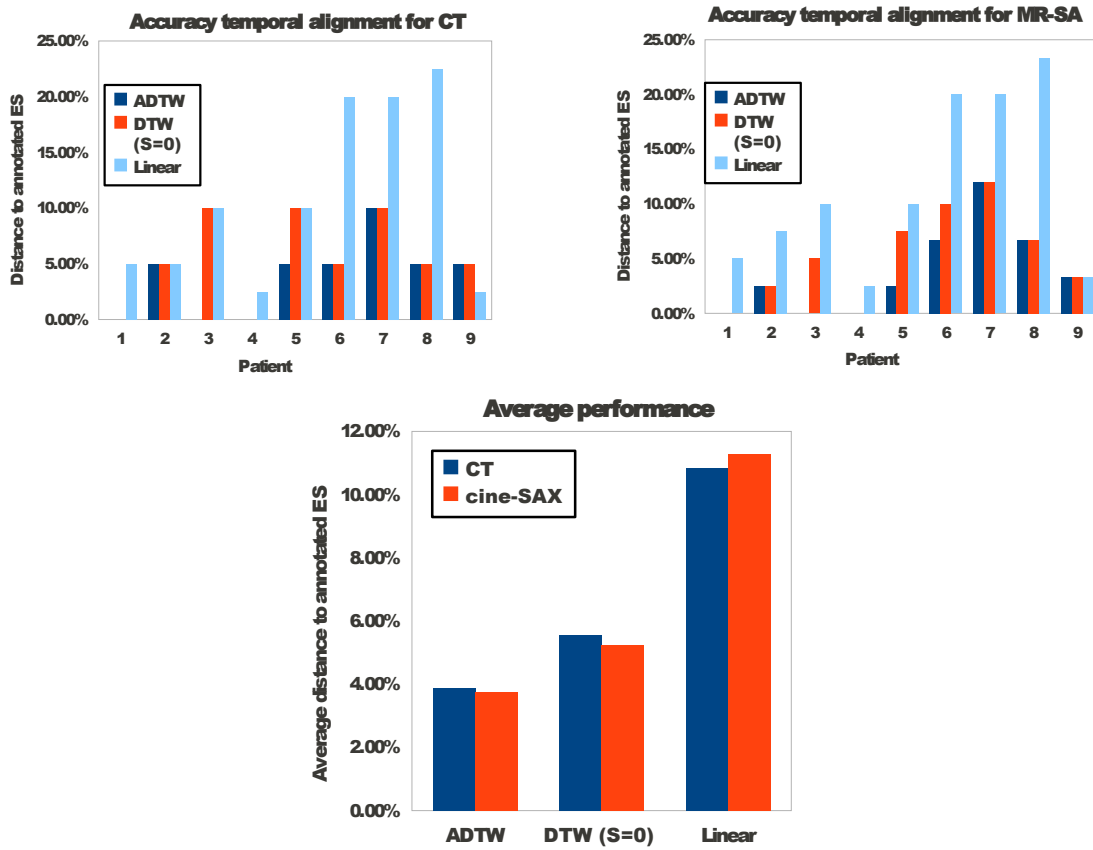 Accuracy temporal alignment for CT
Distance to annotated ES
25.00%
20.00%
15.00%
10.00%
5.00%
0.00%
ADTW
DTW
(S=0)
Linear
1 2 3 4 5 6 7 8 9
Patient
Accuracy temporal alignment for MR-SA
Distance to annotated ES
25.00%
20.00%
15.00%
10.00%
5.00%
0.00%
ADTW
DTW
(S=0)
Linear
1 2 3 4 5 6 7 8 9
Patient
Average performance
Average distance to annotated ES
12.00%
10.00%
8.00%
6.00%
4.00%
2.00%
0.00%
CT
cine-SAX
ADTW DTW (S=0) Linear